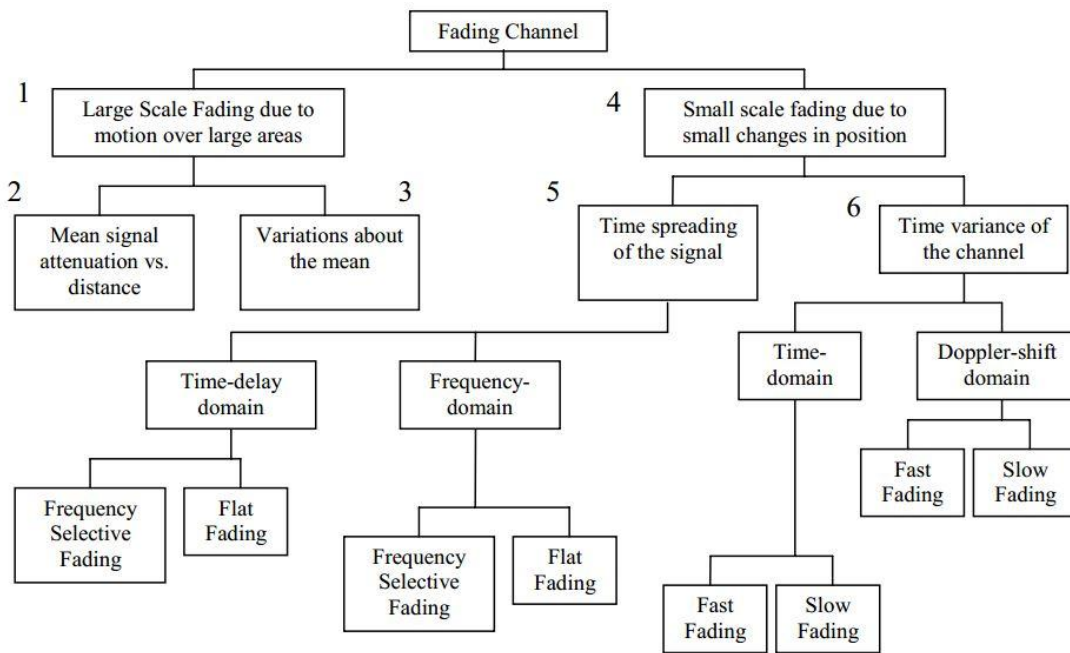 Fading Channel
1
Large Scale Fading due to
motion over large areas
4
Small scale fading due to
small changes in position
2
Mean signal
attenuation vs.
distance
3
Variations about
the mean
5
Time spreading
of the signal
6
Time variance of
the channel
Time-delay
domain
Frequency-
domain
Time-
domain
Doppler-shift
domain
Frequency
Selective
Fading
Flat
Fading
Frequency
Selective
Fading
Flat
Fading
Fast
Fading
Slow
Fading
Fast
Fading
Slow
Fading